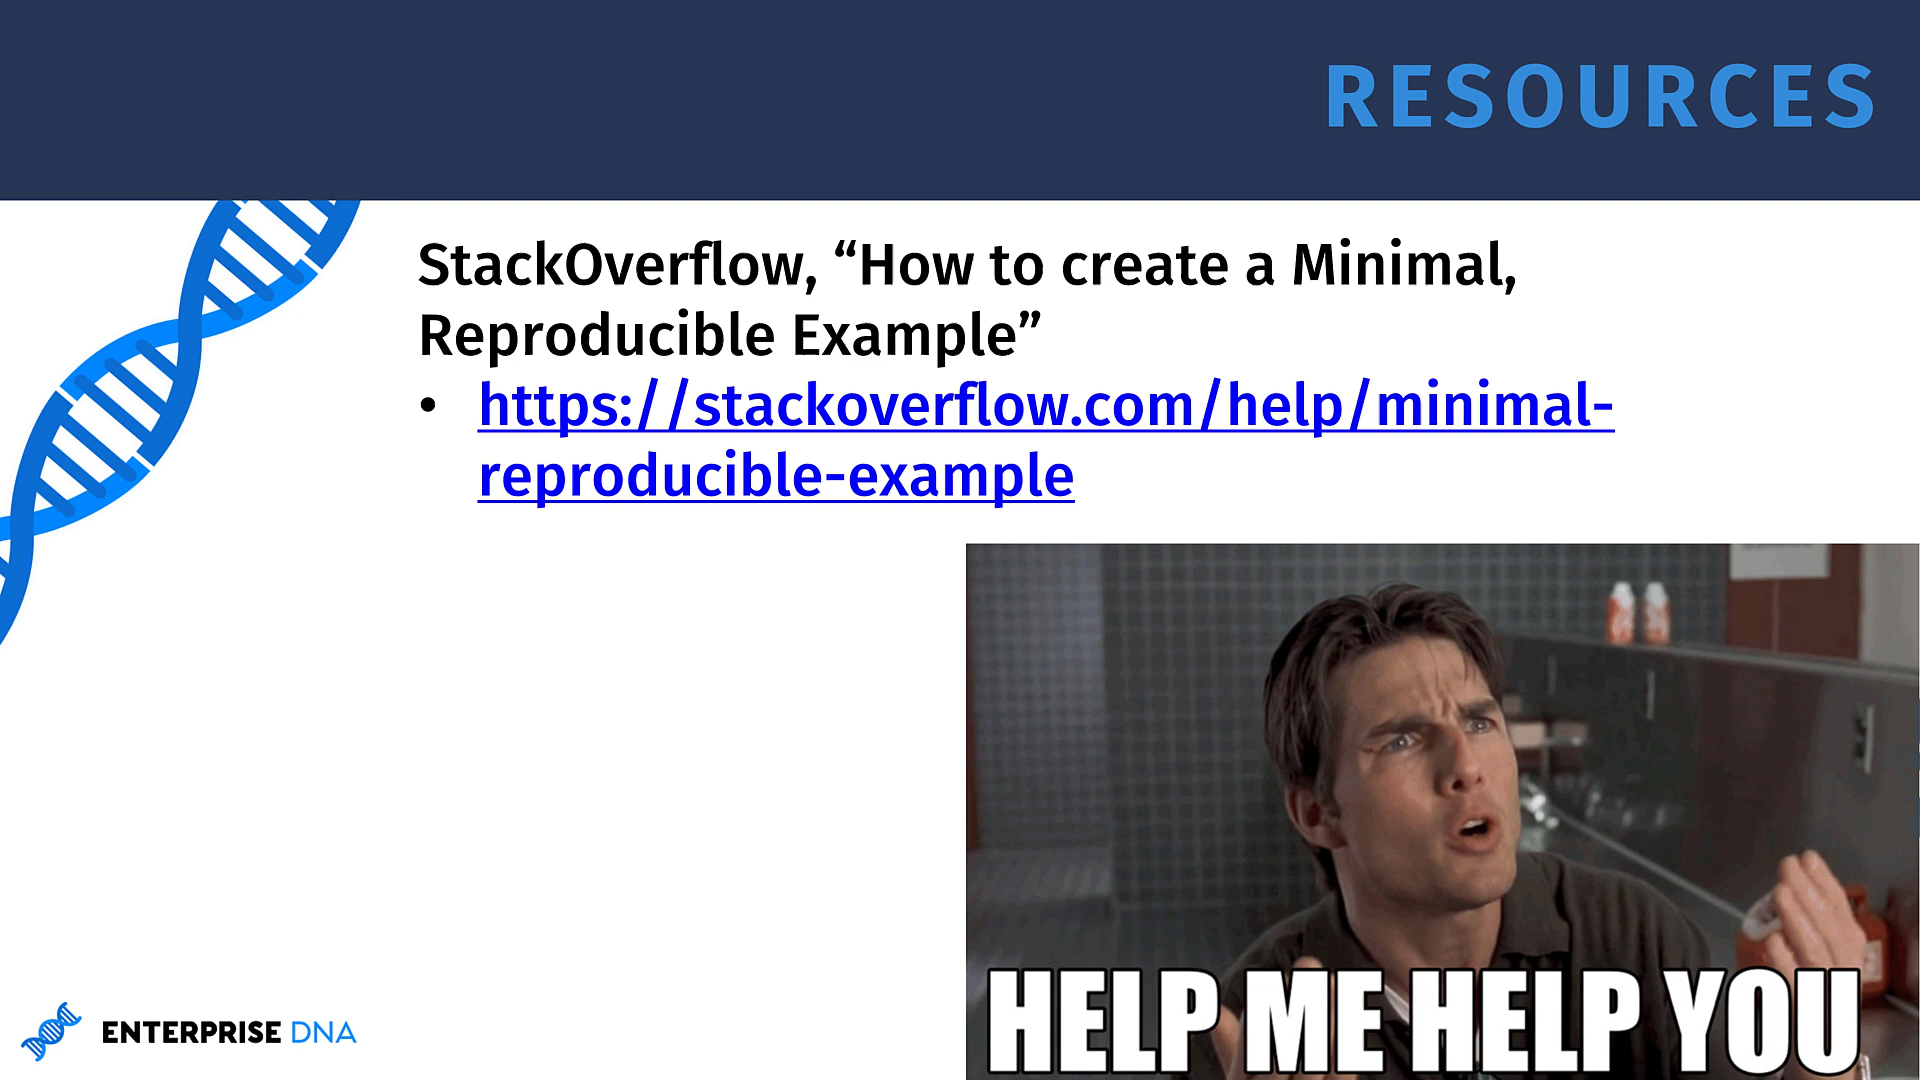 RESOURCES
StackOverflow, “How to create a Minimal,
Reproducible Example”
• https://stackoverflow.com/help/minimal-
reproducible-example
HELP ME HELP YOU
ENTERPRISE DNA